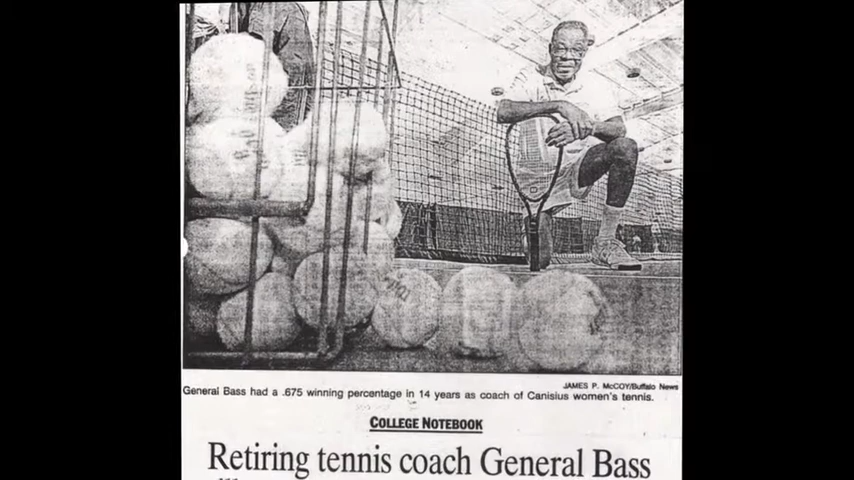 JAMES P. McCOY/Buffalo News
General Bass had a .675 winning percentage in 14 years as coach of Canisius women's tennis.
COLLEGE NOTEBOOK
Retiring tennis coach General Bass